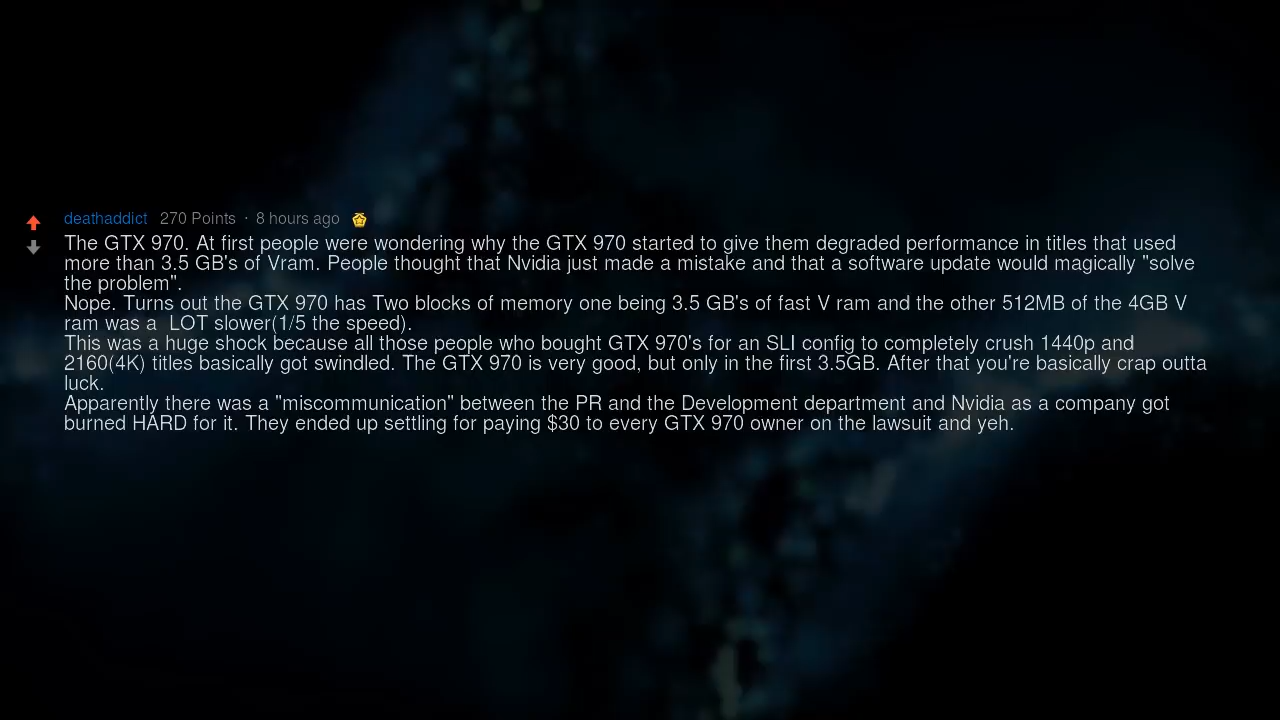 deathaddict 270 Points · 8 hours ago
The GTX 970. At first people were wondering why the GTX 970 started to give them degraded performance in titles that used
more than 3.5 GB's of Vram. People thought that Nvidia just made a mistake and that a software update would magically "solve
the problem".
Nope. Turns out the GTX 970 has Two blocks of memory one being 3.5 GB's of fast V ram and the other 512MB of the 4GB V
ram was a  LOT slower(1/5 the speed).
This was a huge shock because all those people who bought GTX 970's for an SLI config to completely crush 1440p and
2160(4K) titles basically got swindled. The GTX 970 is very good, but only in the first 3.5GB. After that you're basically crap outta
luck.
Apparently there was a "miscommunication" between the PR and the Development department and Nvidia as a company got
burned HARD for it. They ended up settling for paying $30 to every GTX 970 owner on the lawsuit and yeh.